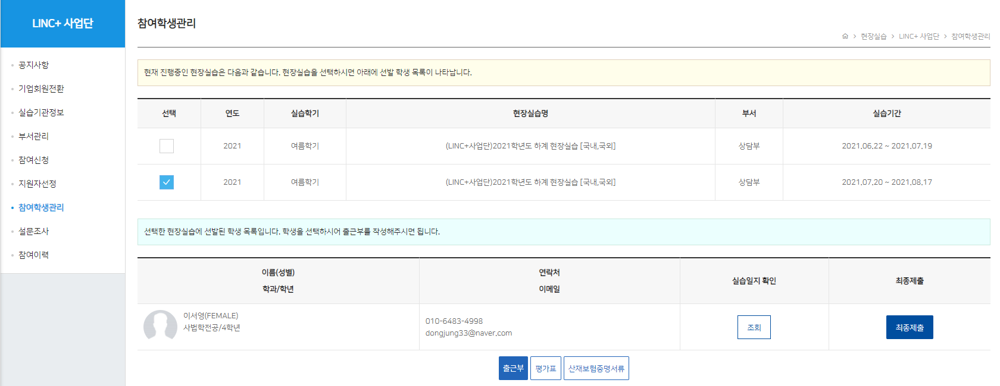 LINC+ 사업단
공지사항
기업회원전환
실습기관정보
부서관리
참여신청
지원자선정
참여학생관리
설문조사
참여이력
참여학생관리
현장실습 > LINC+ 사업단 > 참여학생관리
현재 진행중인 현장실습은 다음과 같습니다. 현장실습을 선택하시면 아래에 선발 학생 목록이 나타납니다.
선택 연도 실습학기 현장실습명 부서 실습기간
2021 여름학기 (LINC+사업단)2021학년도 하계 현장실습 [국내,국외] 상담부 2021.06.22 ~ 2021.07.19
2021 여름학기 (LINC+사업단)2021학년도 하계 현장실습 [국내,국외] 상담부 2021.07.20 ~ 2021.08.17
선택한 현장실습에 선발된 학생 목록입니다. 학생을 선택하시어 출근부를 작성해주시면 됩니다.
이름(성별) 연락처
실습일지 확인 최종제출
학과/학년 이메일
이서영(FEMALE)
사법학전공/4학년
010-6483-4998
dongjung33@naver.com
조회 최종제출
출근부 평가표 산재보험증명서류